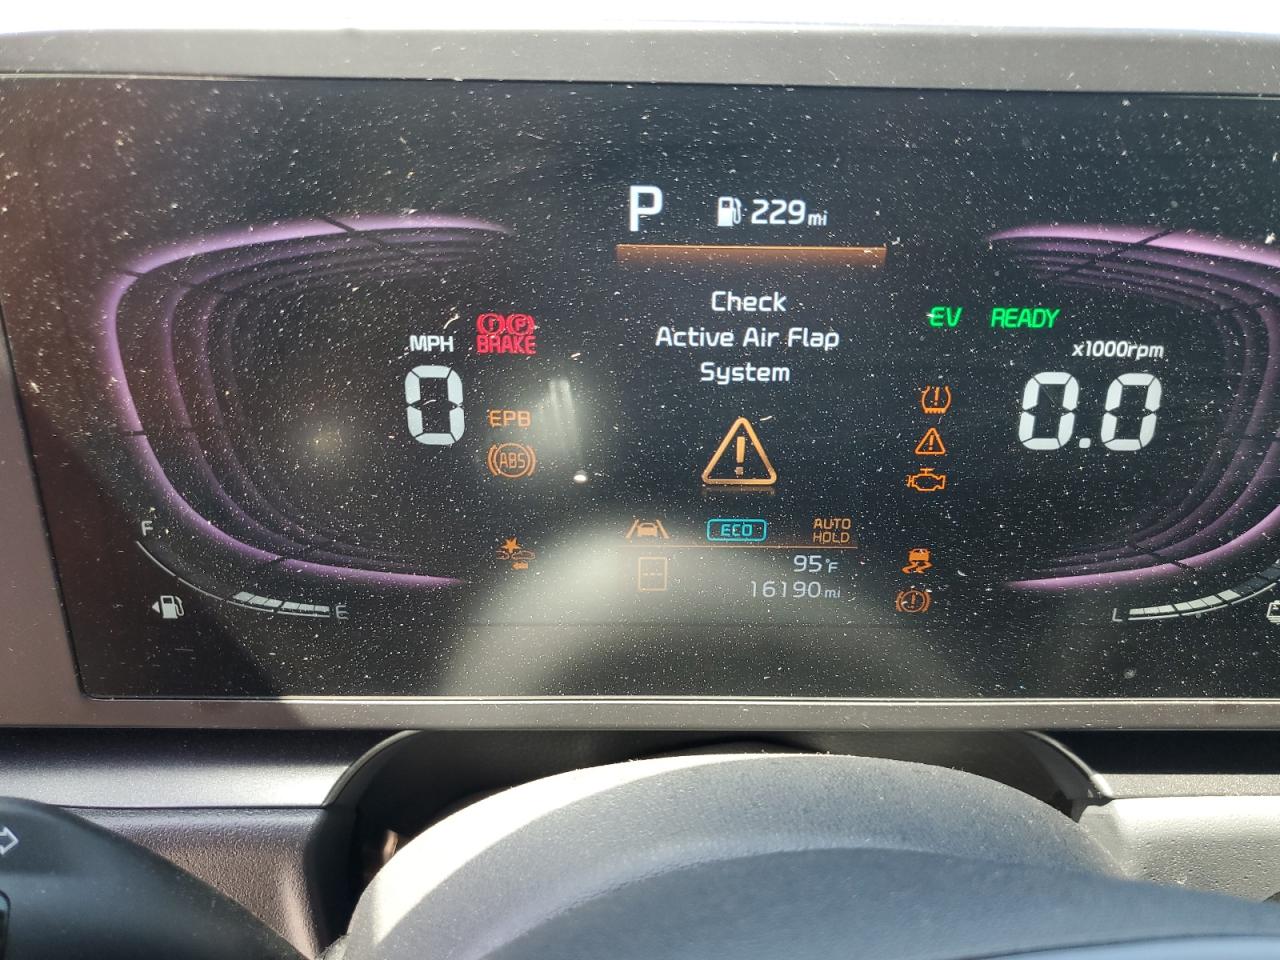 P 229mi
Check
Active Air Flap
System
MPH
0
BRAKE
EPB
ABS
EV READY
x1000rpm
0.0
ECO
AUTO
HOLD
95°F
16190mi
F
E
L